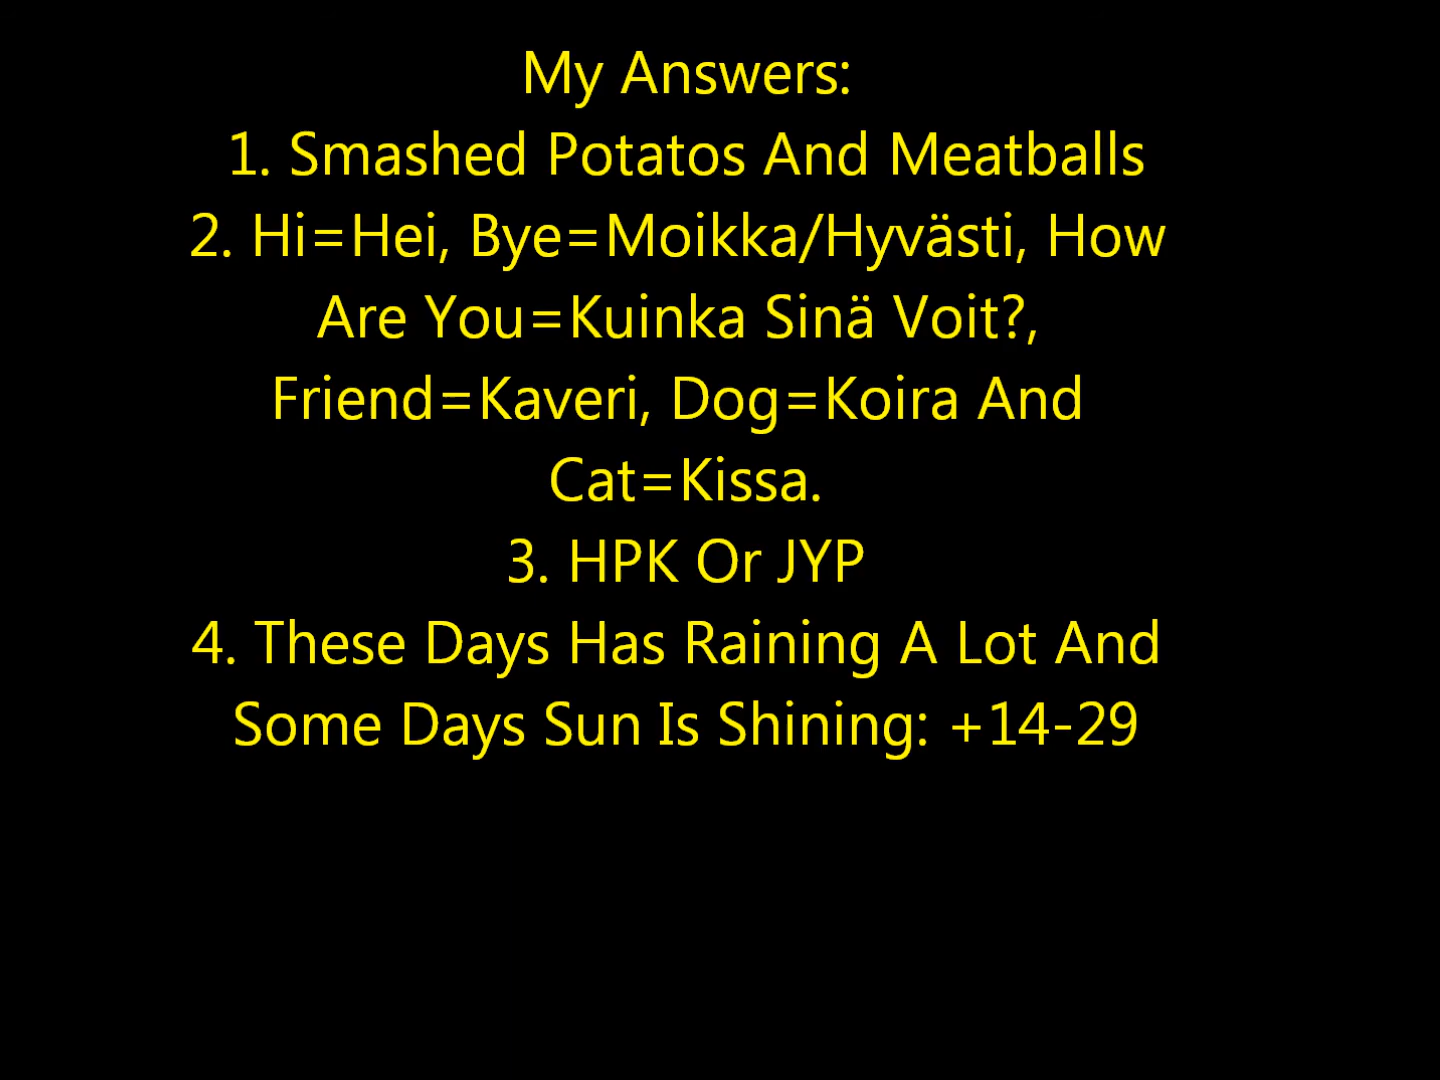 My Answers:
1. Smashed Potatos And Meatballs
2. Hi=Hei, Bye=Moikka/Hyvästi, How
Are You=Kuinka Sinä Voit?,
Friend=Kaveri, Dog=Koira And
Cat=Kissa.
3. HPK Or JYP
4. These Days Has Raining A Lot And
Some Days Sun Is Shining: +14-29